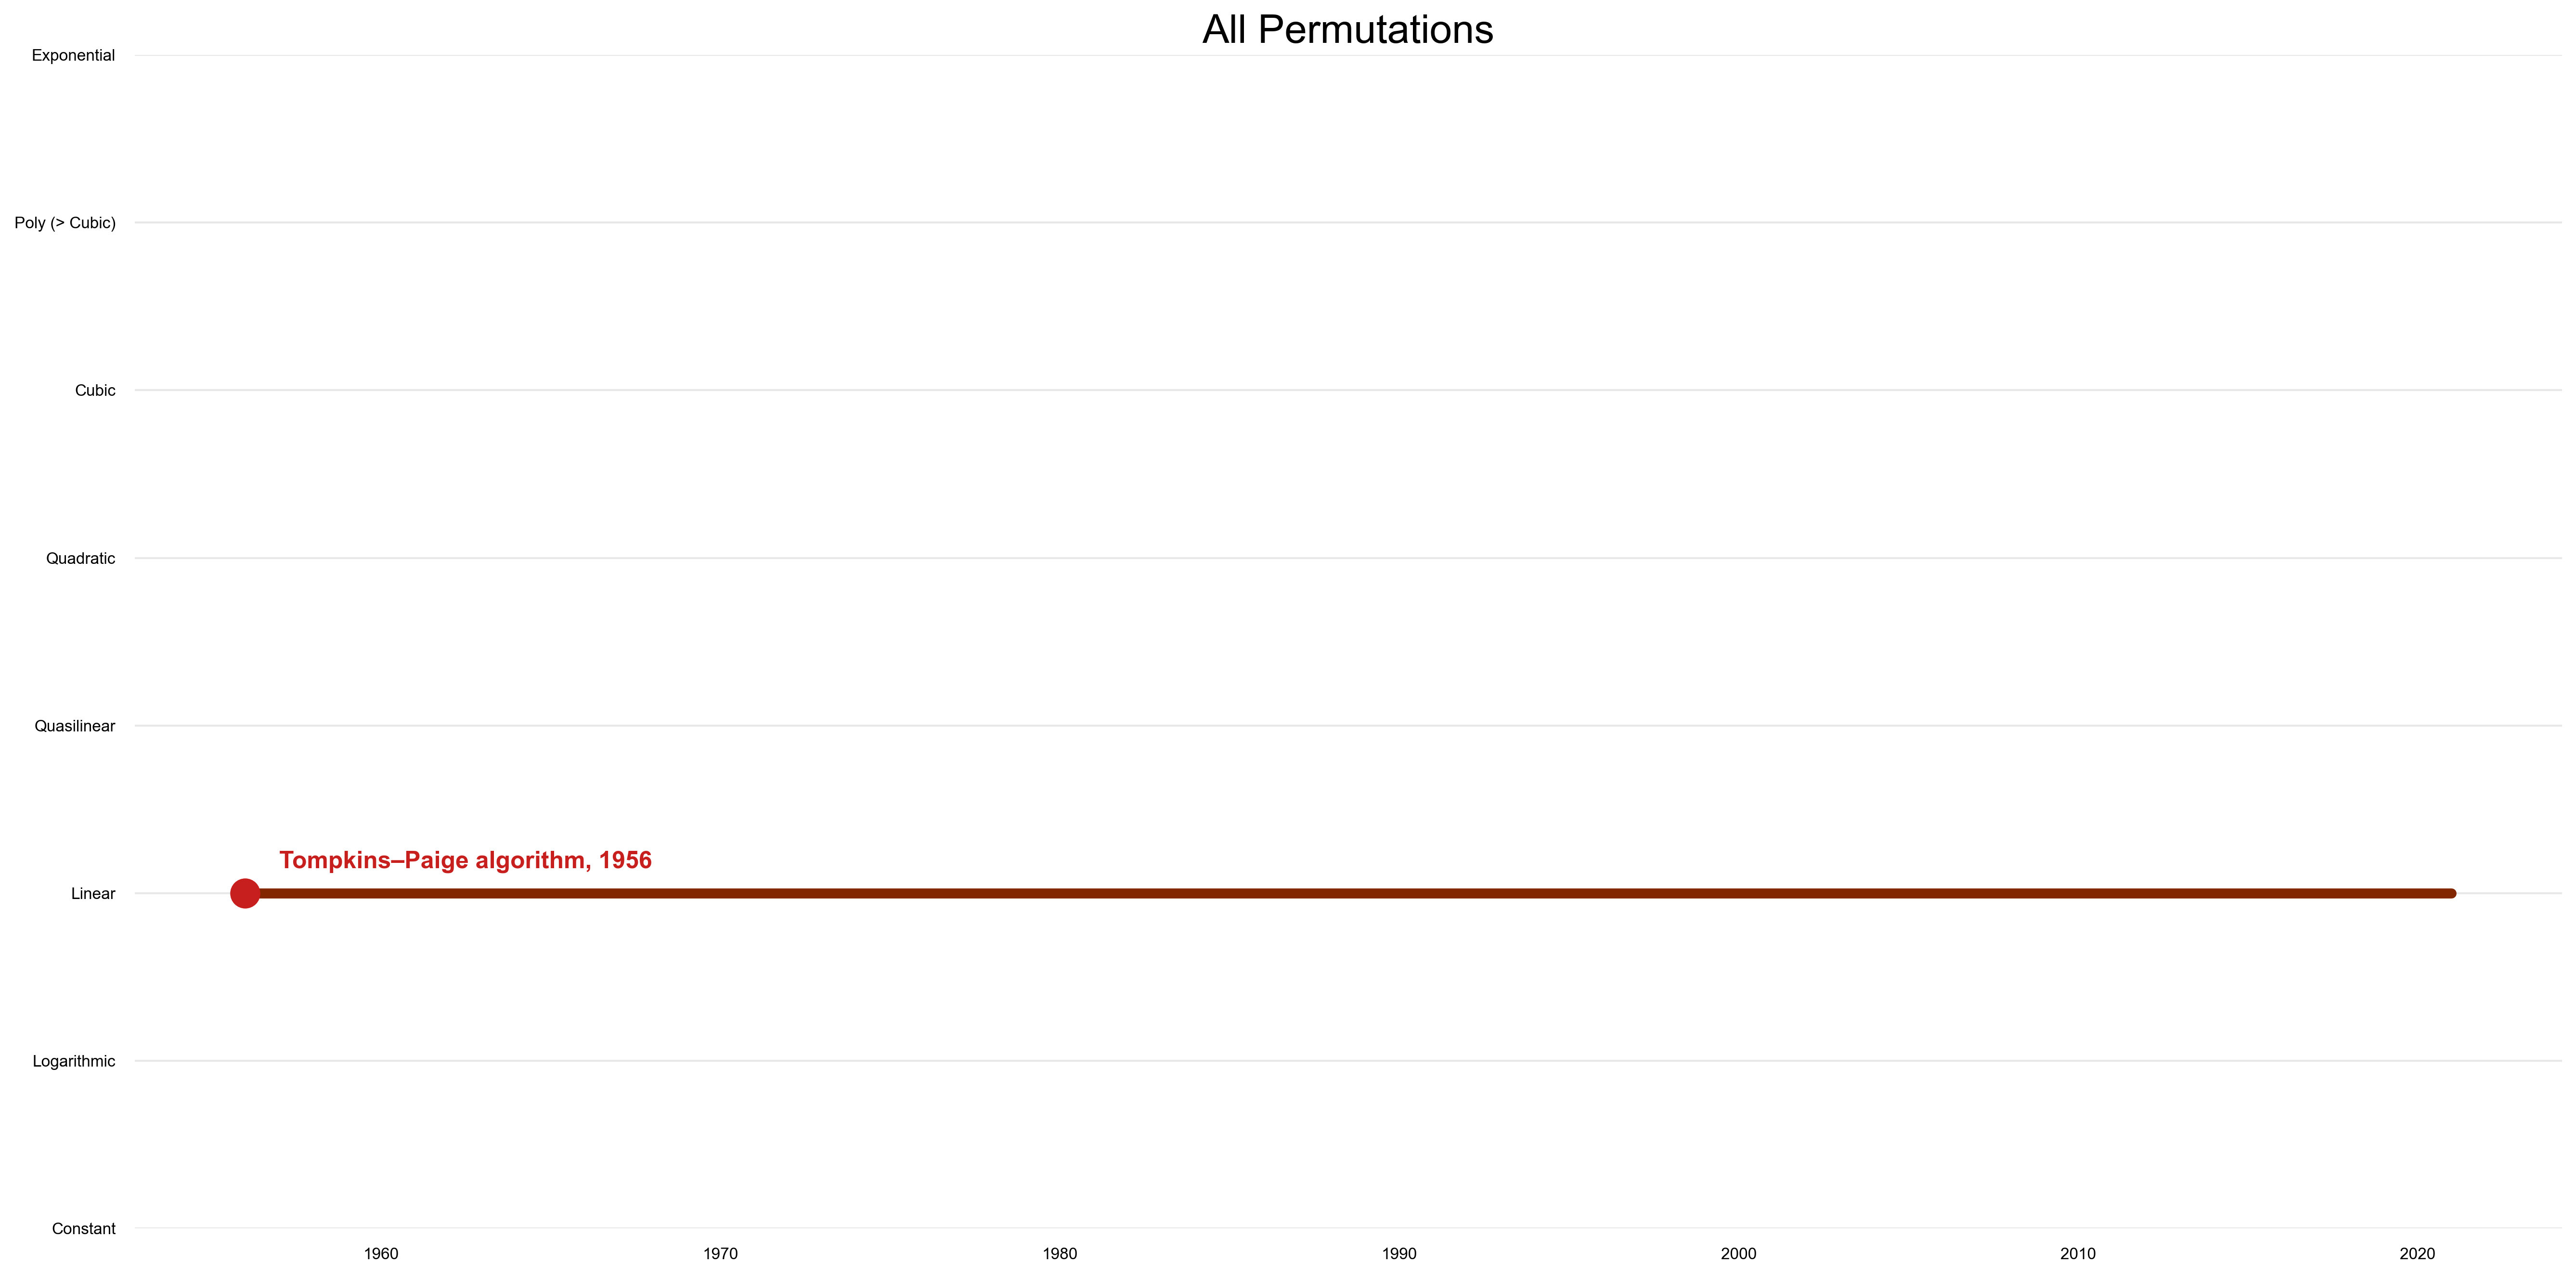 All Permutations
Exponential
Poly (> Cubic)
Cubic
Quadratic
Quasilinear
Tompkins–Paige algorithm, 1956
Linear
Logarithmic
Constant
1960 1970 1980 1990 2000 2010 2020